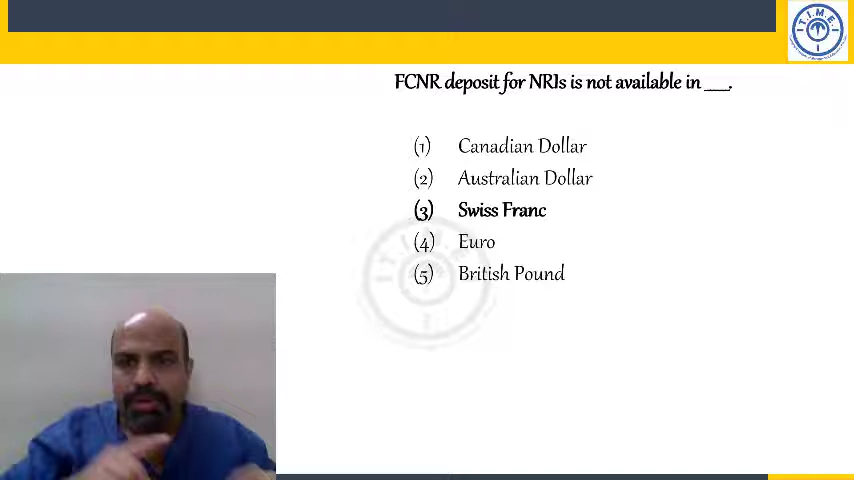 T.I.M.E.
FCNR deposit for NRIs is not available in ___.
(1) Canadian Dollar
(2) Australian Dollar
(3) Swiss Franc
(4) Euro
(5) British Pound